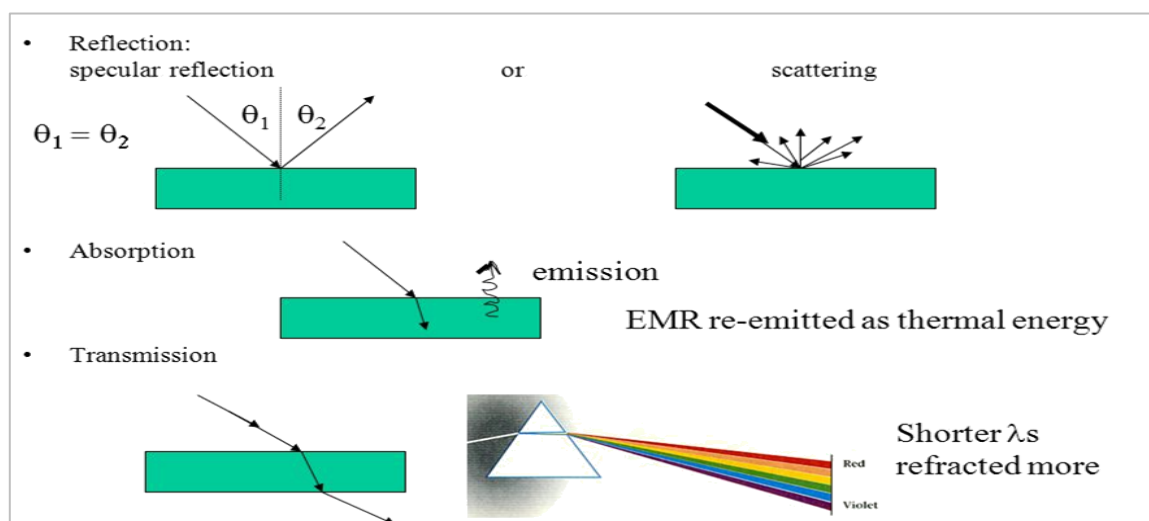 • Reflection:
specular reflection or scattering
θ1 = θ2
θ1 θ2
• Absorption
emission
EMR re-emitted as thermal energy
• Transmission
Shorter λs
refracted more
Red
Violet